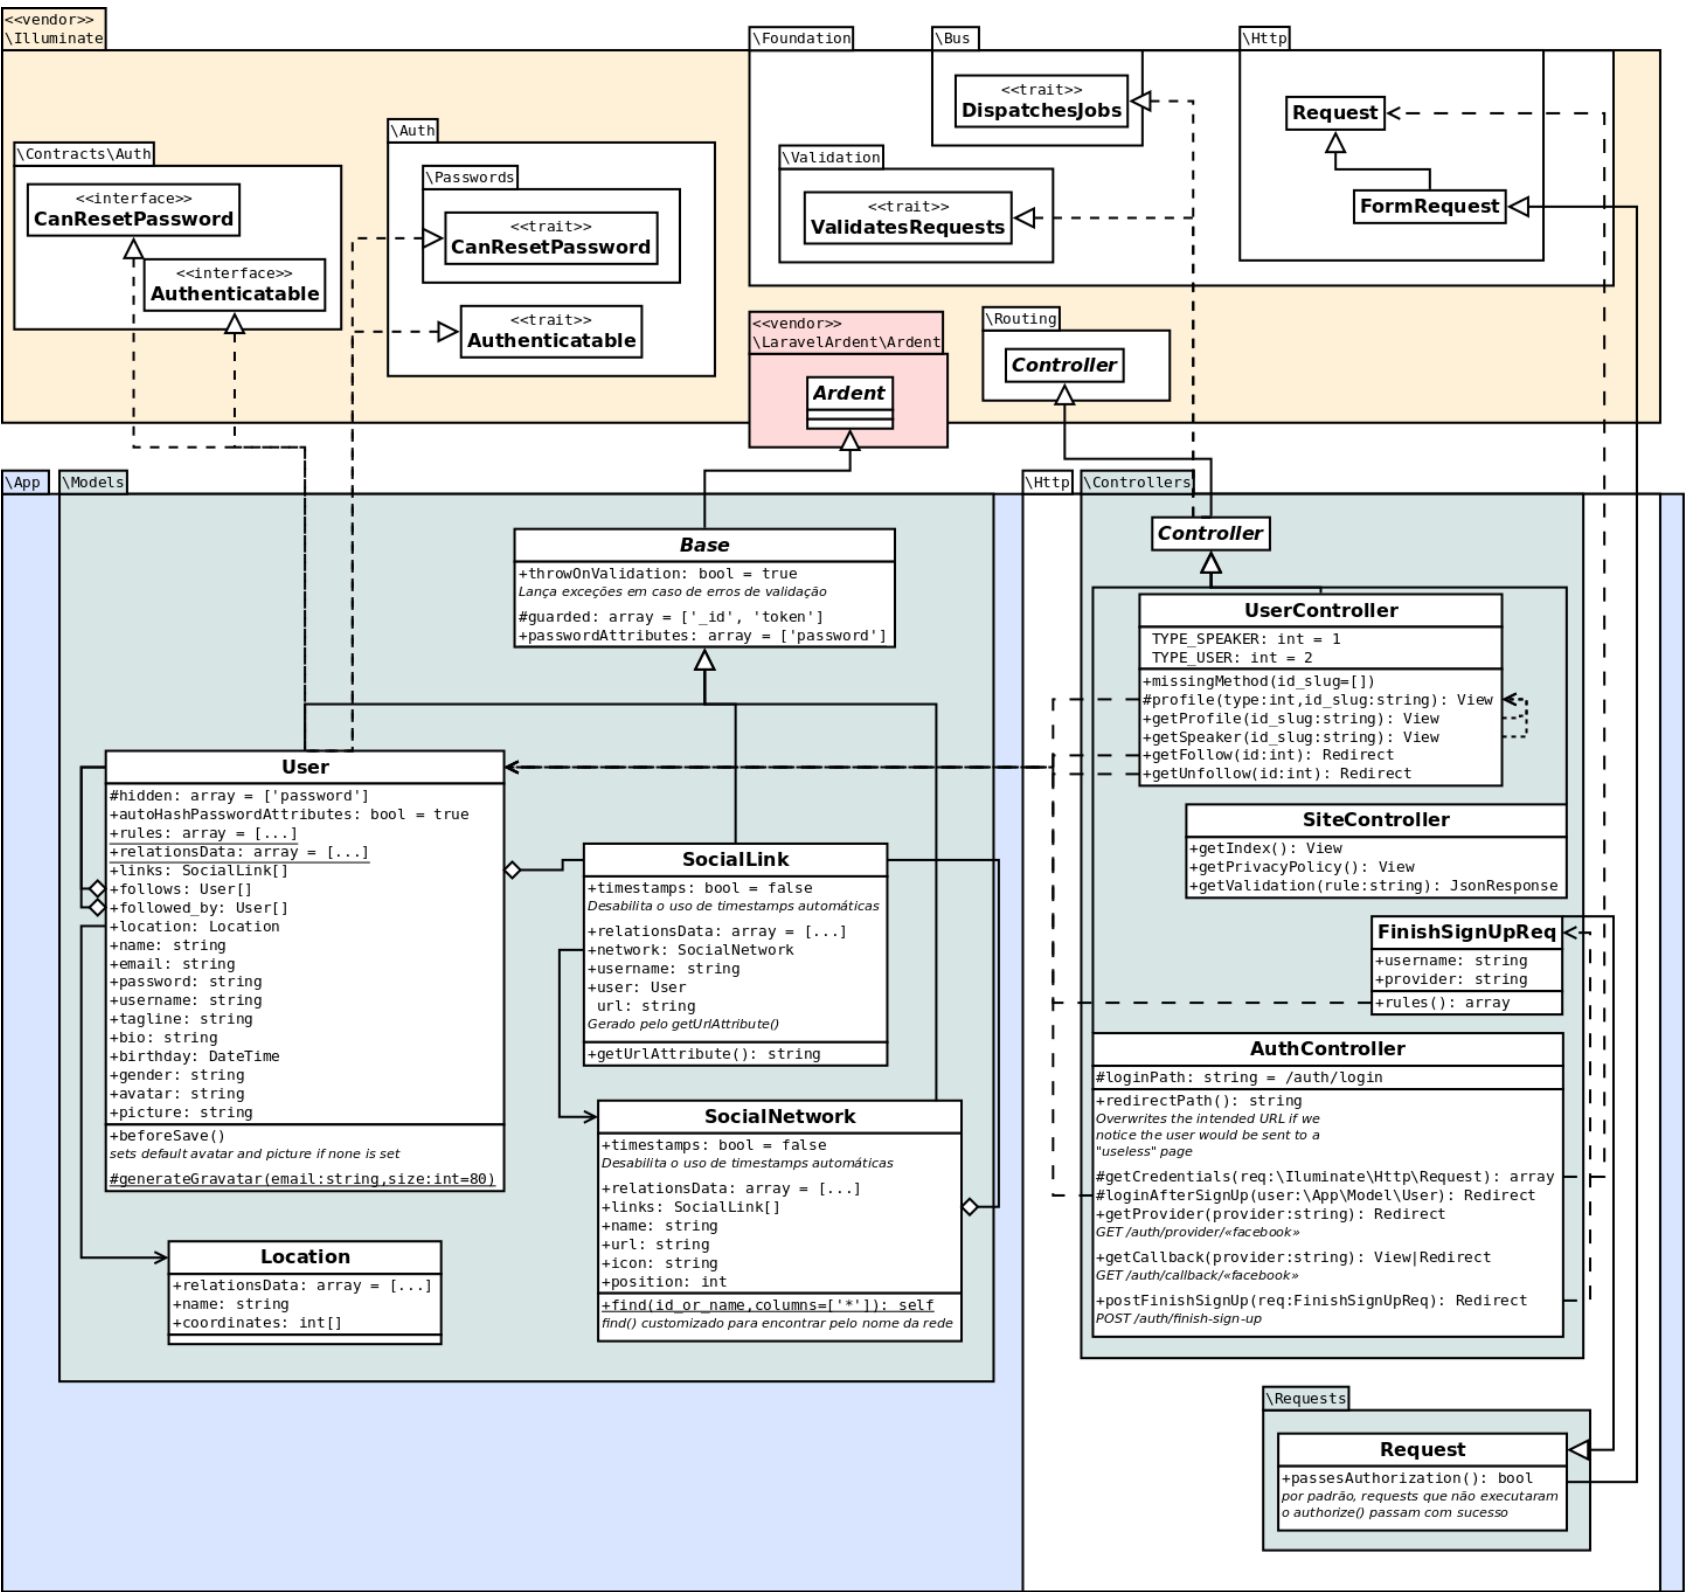 <<vendor>>
\Illuminate
\Contracts\Auth
<<interface>>
CanResetPassword
<<interface>>
Authenticatable
\Auth
\Passwords
<<trait>>
CanResetPassword
<<trait>>
Authenticatable
\Foundation
\Bus
<<trait>>
DispatchesJobs
\Validation
<<trait>>
ValidatesRequests
\Http
Request
FormRequest
<<vendor>>
\LaravelArdent\Ardent
Ardent
\Routing
Controller
\App
\Models
Base
+throwOnValidation: bool = true
Lança exceções em caso de erros de validação
#guarded: array = ['_id', 'token']
+passwordAttributes: array = ['password']
User
#hidden: array = ['password']
+autoHashPasswordAttributes: bool = true
+rules: array = [...]
+relationsData: array = [...]
+links: SocialLink[]
+follows: User[]
+followed_by: User[]
+location: Location
+name: string
+email: string
+password: string
+username: string
+tagline: string
+bio: string
+birthday: DateTime
+gender: string
+avatar: string
+picture: string
+beforeSave()
sets default avatar and picture if none is set
#generateGravatar(email:string,size:int=80)
SocialLink
+timestamps: bool = false
Desabilita o uso de timestamps automáticas
+relationsData: array = [...]
+network: SocialNetwork
+username: string
+user: User
url: string
Gerado pelo getUrlAttribute()
+getUrlAttribute(): string
SocialNetwork
+timestamps: bool = false
Desabilita o uso de timestamps automáticas
+relationsData: array = [...]
+links: SocialLink[]
+name: string
+url: string
+icon: string
+position: int
+find(id_or_name,columns=['*']): self
find() customizado para encontrar pelo nome da rede
Location
+relationsData: array = [...]
+name: string
+coordinates: int[]
\Http
\Controllers
Controller
UserController
TYPE_SPEAKER: int = 1
TYPE_USER: int = 2
+missingMethod(id_slug=[])
#profile(type:int,id_slug:string): View
+getProfile(id_slug:string): View
+getSpeaker(id_slug:string): View
+getFollow(id:int): Redirect
+getUnfollow(id:int): Redirect
SiteController
+getIndex(): View
+getPrivacyPolicy(): View
+getValidation(rule:string): JsonResponse
FinishSignUpReq
+username: string
+provider: string
+rules(): array
AuthController
#loginPath: string = /auth/login
+redirectPath(): string
Overwrites the intended URL if we
notice the user would be sent to a
"useless" page
#getCredentials(req:\Iluminate\Http\Request): array
#loginAfterSignUp(user:\App\Model\User): Redirect
+getProvider(provider:string): Redirect
GET /auth/provider/«facebook»
+getCallback(provider:string): View|Redirect
GET /auth/callback/«facebook»
+postFinishSignUp(req:FinishSignUpReq): Redirect
POST /auth/finish-sign-up
\Requests
Request
+passesAuthorization(): bool
por padrão, requests que não executaram
o authorize() passam com sucesso